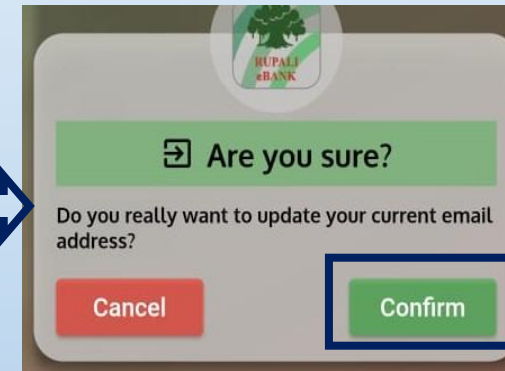 RUPALI
eBANK
Are you sure?
Do you really want to update your current email
address?
Cancel
Confirm